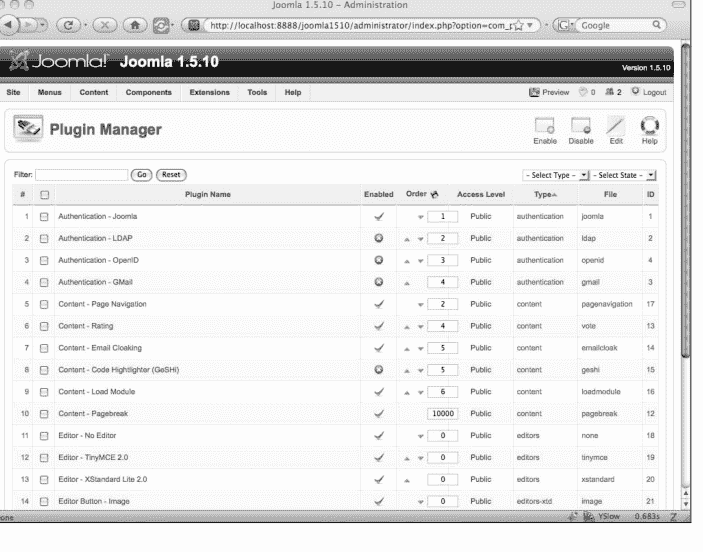 Joomla 1.5.10 – Administration
http://localhost:8888/joomla1510/administrator/index.php?option=com_p
Google
Joomla! Joomla 1.5.10
Version 1.5.10
Site Menus Content Components Extensions Tools Help Preview 0 2 Logout
Plugin Manager
Enable Disable Edit Help
Filter: Go Reset - Select Type - - Select State -
# Plugin Name Enabled Order Access Level Type File ID
1 Authentication - Joomla 1 Public authentication joomla 1
2 Authentication - LDAP 2 Public authentication ldap 2
3 Authentication - OpenID 3 Public authentication openid 4
4 Authentication - GMail 4 Public authentication gmail 3
5 Content - Page Navigation 2 Public content pagenavigation 17
6 Content - Rating 4 Public content vote 13
7 Content - Email Cloaking 5 Public content emailcloak 14
8 Content - Code Hightlighter (GeSHi) 5 Public content geshi 15
9 Content - Load Module 6 Public content loadmodule 16
10 Content - Pagebreak 10000 Public content pagebreak 12
11 Editor - No Editor 0 Public editors none 18
12 Editor - TinyMCE 2.0 0 Public editors tinymce 19
13 Editor - XStandard Lite 2.0 0 Public editors xstandard 20
14 Editor Button - Image 0 Public editors-xtd image 21
one YSlow 0.683s